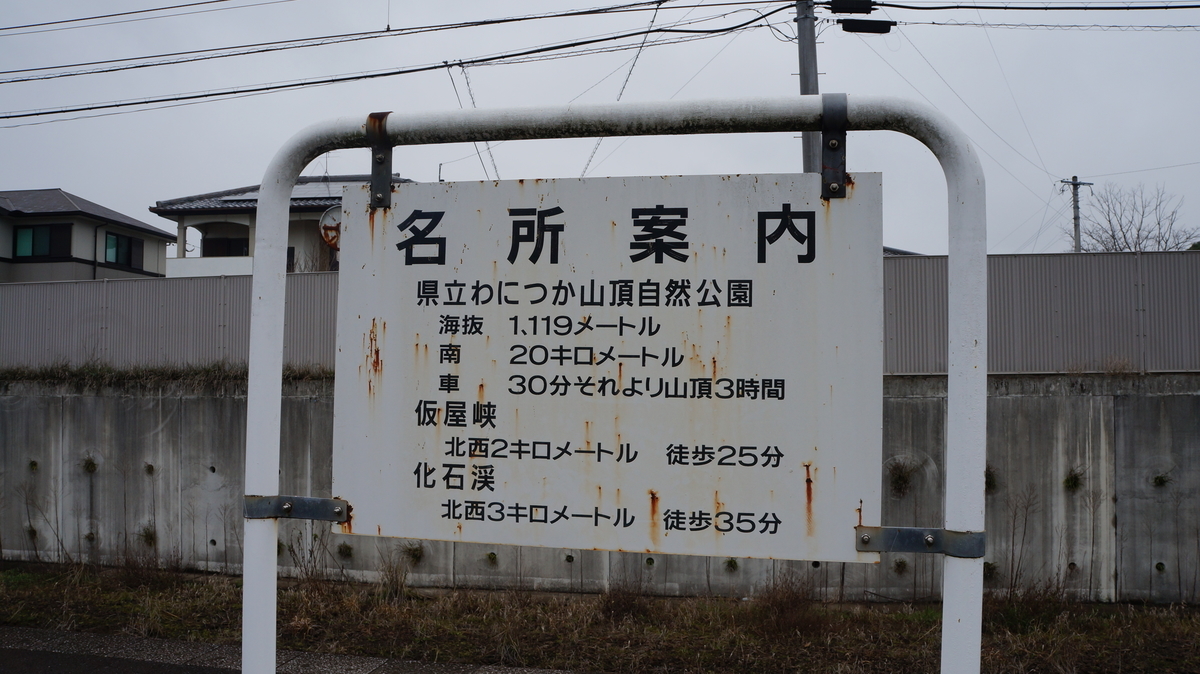 名所案内
県立わにつか山頂自然公園
海抜 1,119メートル
南 20キロメートル
車 30分それより山頂3時間
仮屋峡
北西2キロメートル 徒歩25分
化石渓
北西3キロメートル 徒歩35分